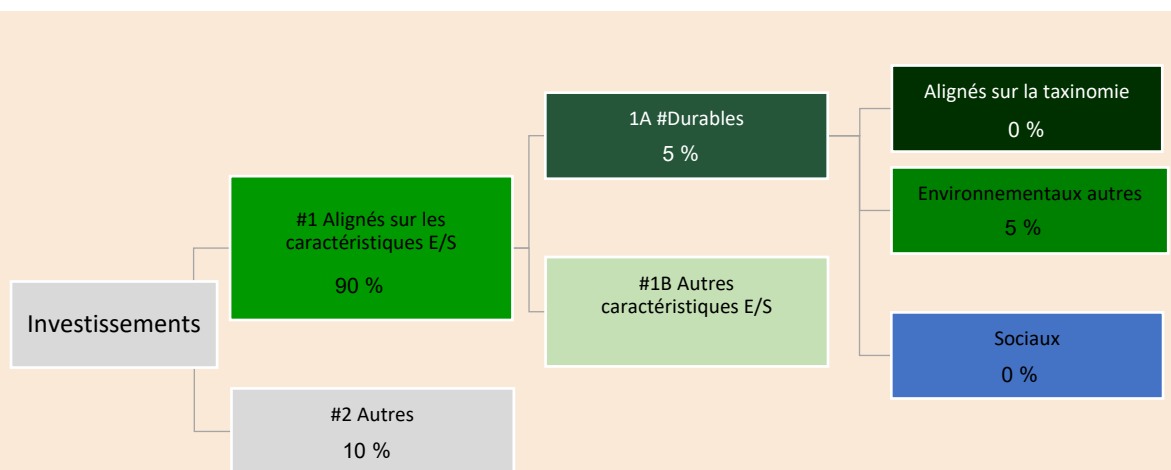 Investissements
#1 Alignés sur les
caractéristiques E/S
90 %
#2 Autres
10 %
1A #Durables
5 %
#1B Autres
caractéristiques E/S
Alignés sur la taxinomie
0 %
Environnementaux autres
5 %
Sociaux
0 %